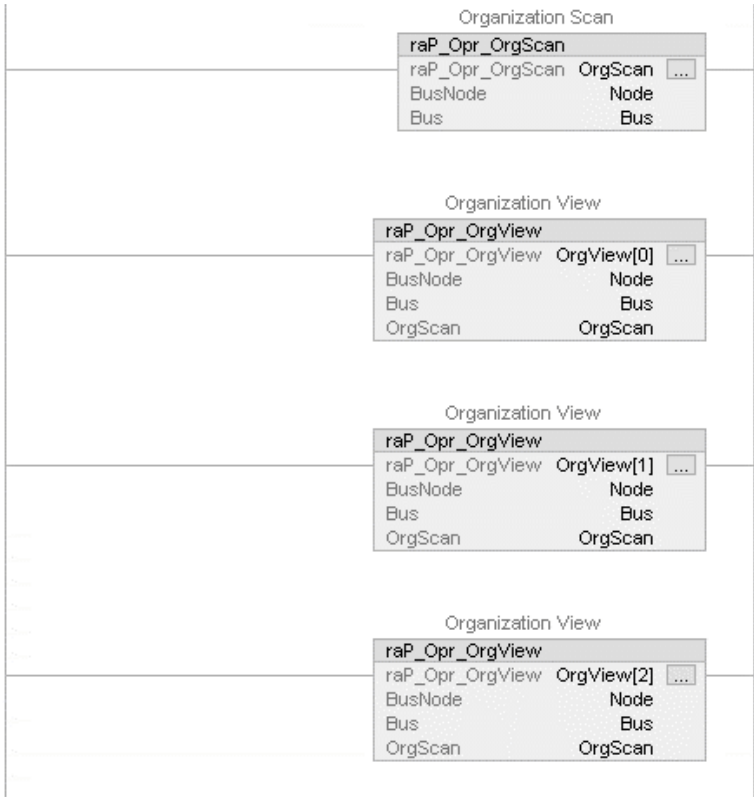 Organization Scan
raP_Opr_OrgScan
raP_Opr_OrgScan OrgScan ...
BusNode Node
Bus Bus
Organization View
raP_Opr_OrgView
raP_Opr_OrgView OrgView[0] ...
BusNode Node
Bus Bus
OrgScan OrgScan
Organization View
raP_Opr_OrgView
raP_Opr_OrgView OrgView[1] ...
BusNode Node
Bus Bus
OrgScan OrgScan
Organization View
raP_Opr_OrgView
raP_Opr_OrgView OrgView[2] ...
BusNode Node
Bus Bus
OrgScan OrgScan